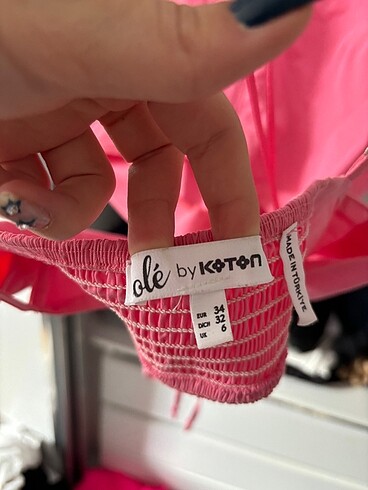 olé by KOTON
EUR 34
D/CH 32
UK 6
MADE IN TÜRKİYE